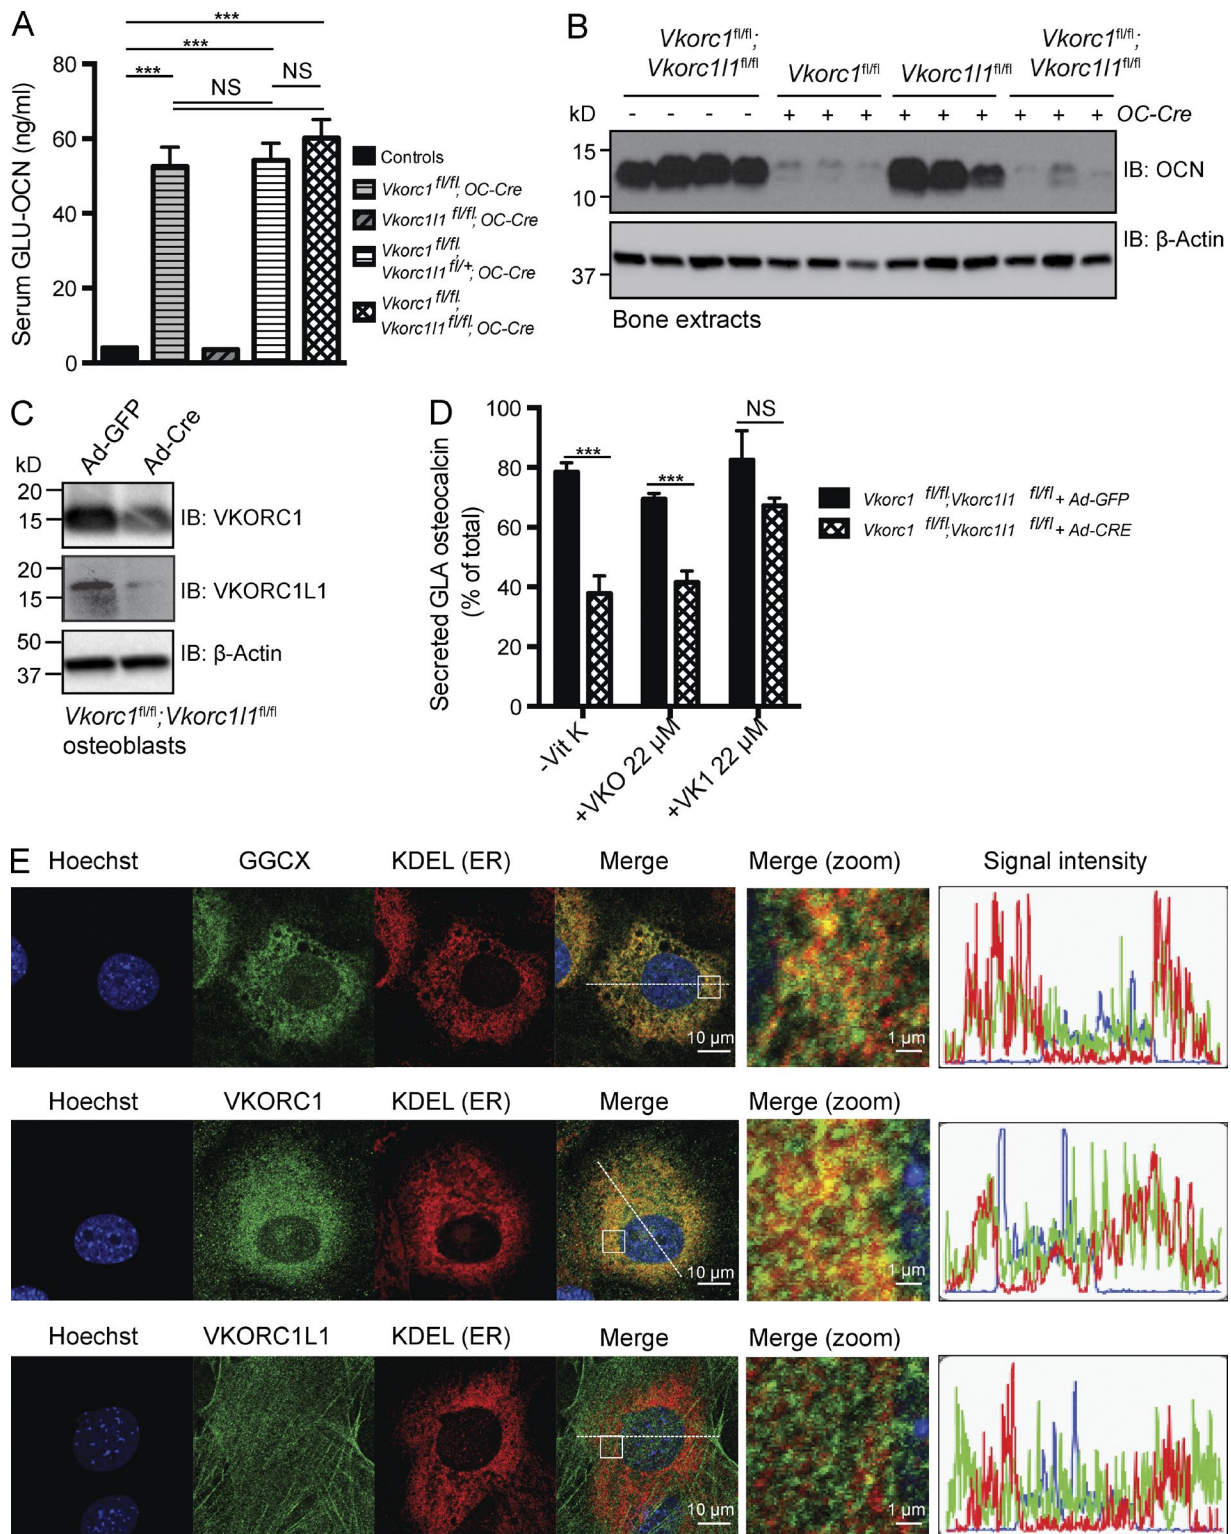 A
***
***
***
NS
NS
80
60
40
20
0
Serum GLU-OCN (ng/ml)
Controls
Vkorc1 fl/fl; OC-Cre
Vkorc1l1 fl/fl; OC-Cre
Vkorc1 fl/fl;
Vkorc1l1 fl/+; OC-Cre
Vkorc1 fl/fl;
Vkorc1l1 fl/fl; OC-Cre
B
Vkorc1fl/fl;
Vkorc1l1fl/fl
Vkorc1fl/fl
Vkorc1l1fl/fl
Vkorc1fl/fl;
Vkorc1l1fl/fl
kD
- - - - + + + + + + + + + OC-Cre
15
10
IB: OCN
37
IB: β-Actin
Bone extracts
C
Ad-GFP
Ad-Cre
kD
20
15
IB: VKORC1
20
15
IB: VKORC1L1
50
37
IB: β-Actin
Vkorc1fl/fl;Vkorc1l1fl/fl
osteoblasts
D
100
80
60
40
20
0
Secreted GLA osteocalcin
(% of total)
***
***
NS
-Vit K
+VKO 22 µM
+VK1 22 µM
Vkorc1 fl/fl;Vkorc1l1 fl/fl + Ad-GFP
Vkorc1 fl/fl;Vkorc1l1 fl/fl + Ad-CRE
E
Hoechst GGCX KDEL (ER) Merge Merge (zoom) Signal intensity
10 µm
1 µm
Hoechst VKORC1 KDEL (ER) Merge Merge (zoom)
10 µm
1 µm
Hoechst VKORC1L1 KDEL (ER) Merge Merge (zoom)
10 µm
1 µm